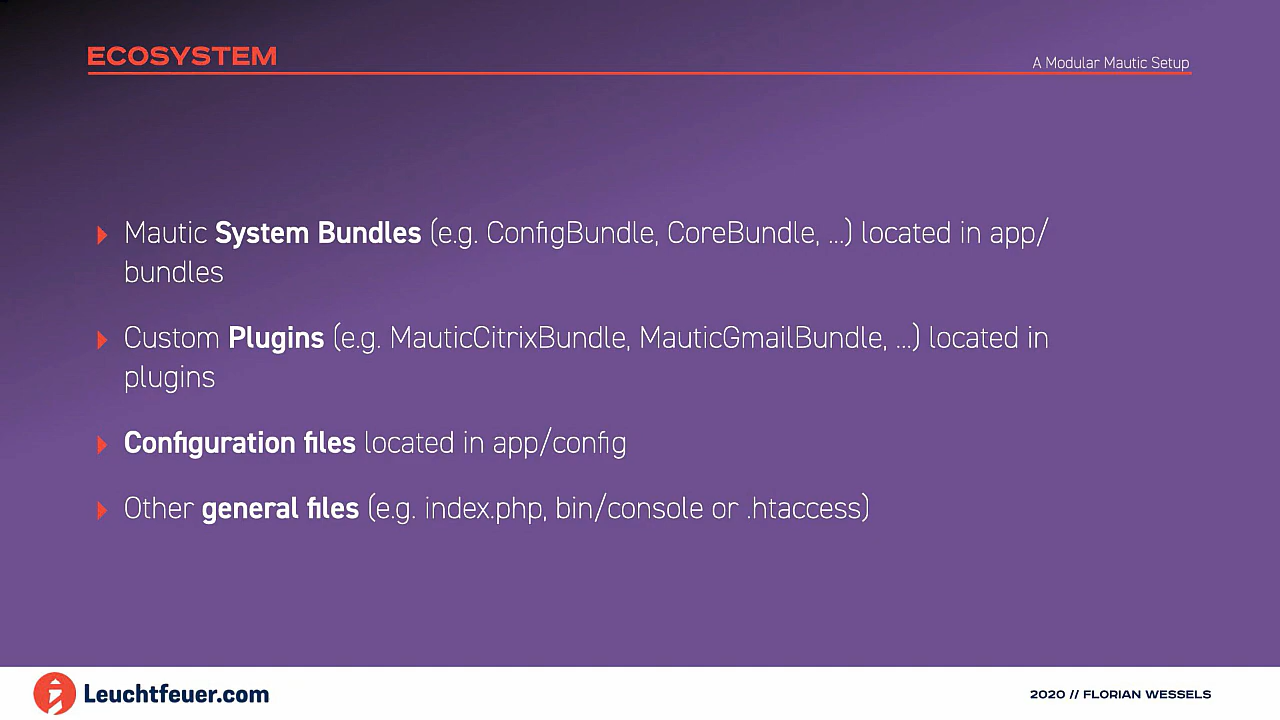 ECOSYSTEM
A Modular Mautic Setup
Mautic System Bundles (e.g. ConfigBundle, CoreBundle, ...) located in app/
bundles
Custom Plugins (e.g. MauticCitrixBundle, MauticGmailBundle, ...) located in
plugins
Configuration files located in app/config
Other general files (e.g. index.php, bin/console or .htaccess)
Leuchtfeuer.com
2020 // FLORIAN WESSELS